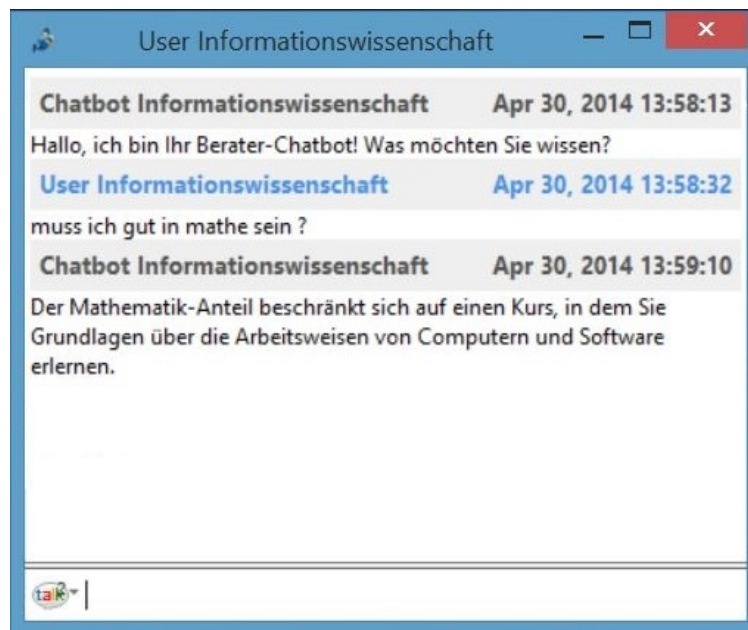 User Informationswissenschaft
Chatbot Informationswissenschaft Apr 30, 2014 13:58:13
Hallo, ich bin Ihr Berater-Chatbot! Was möchten Sie wissen?
User Informationswissenschaft Apr 30, 2014 13:58:32
muss ich gut in mathe sein ?
Chatbot Informationswissenschaft Apr 30, 2014 13:59:10
Der Mathematik-Anteil beschränkt sich auf einen Kurs, in dem Sie
Grundlagen über die Arbeitsweisen von Computern und Software
erlernen.
talk